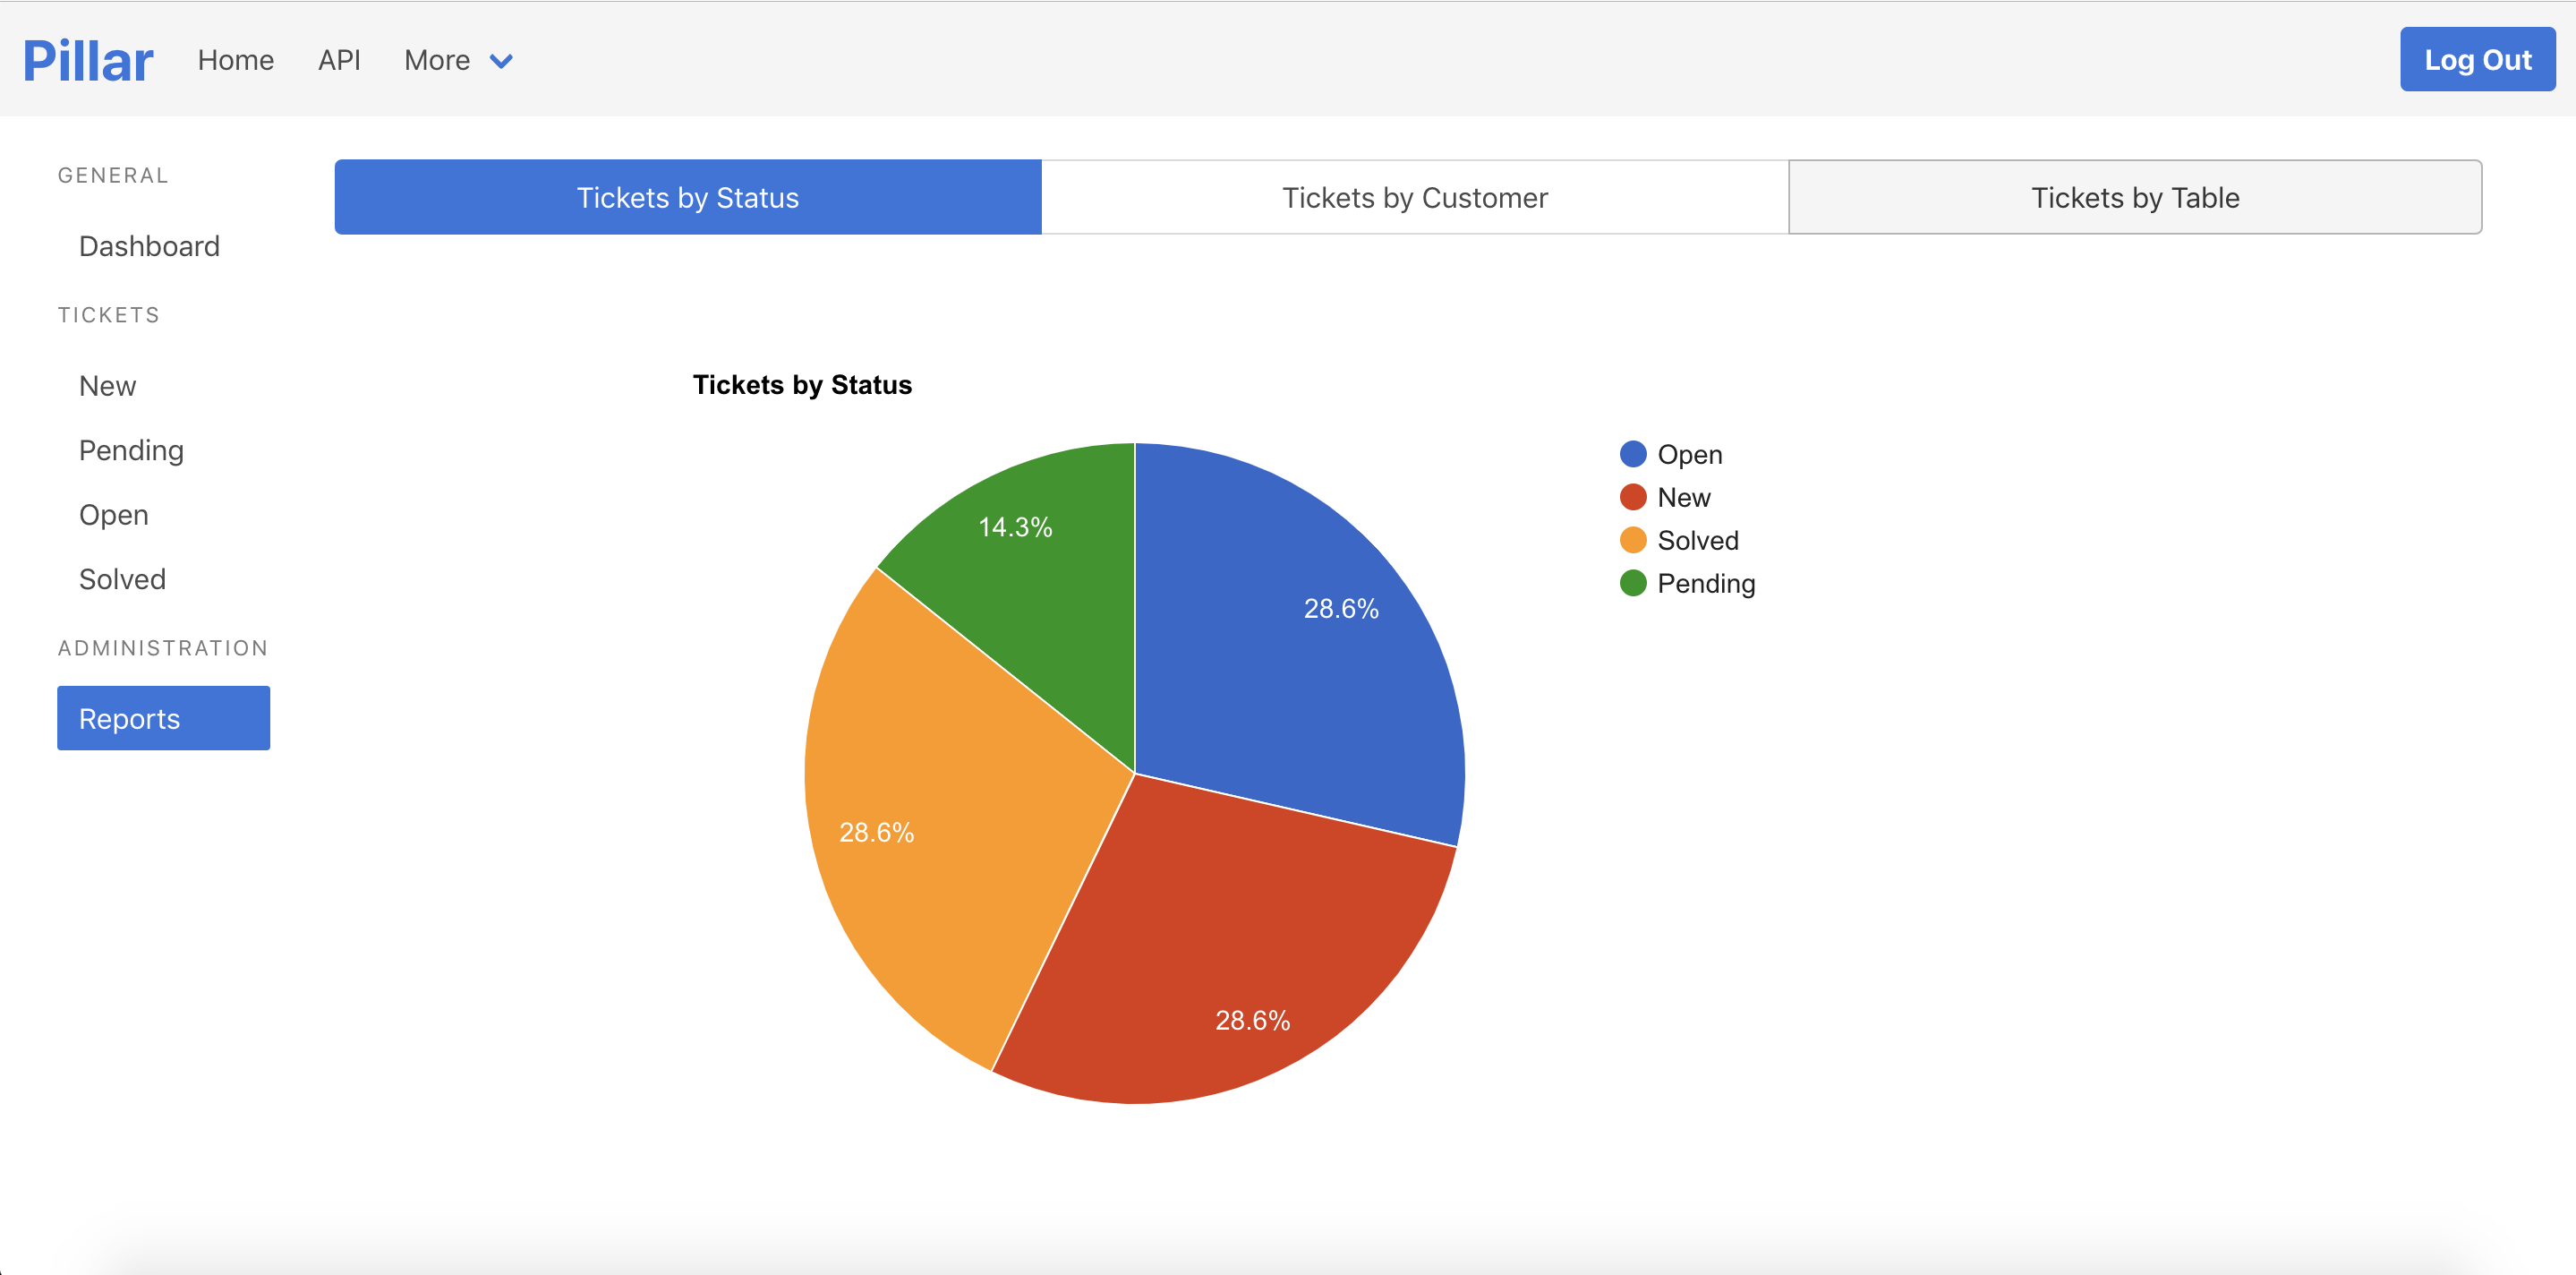 Pillar Home API More Log Out
GENERAL
Dashboard
TICKETS
New
Pending
Open
Solved
ADMINISTRATION
Reports
Tickets by Status Tickets by Customer Tickets by Table
Tickets by Status
14.3%
28.6%
28.6%
28.6%
Open
New
Solved
Pending